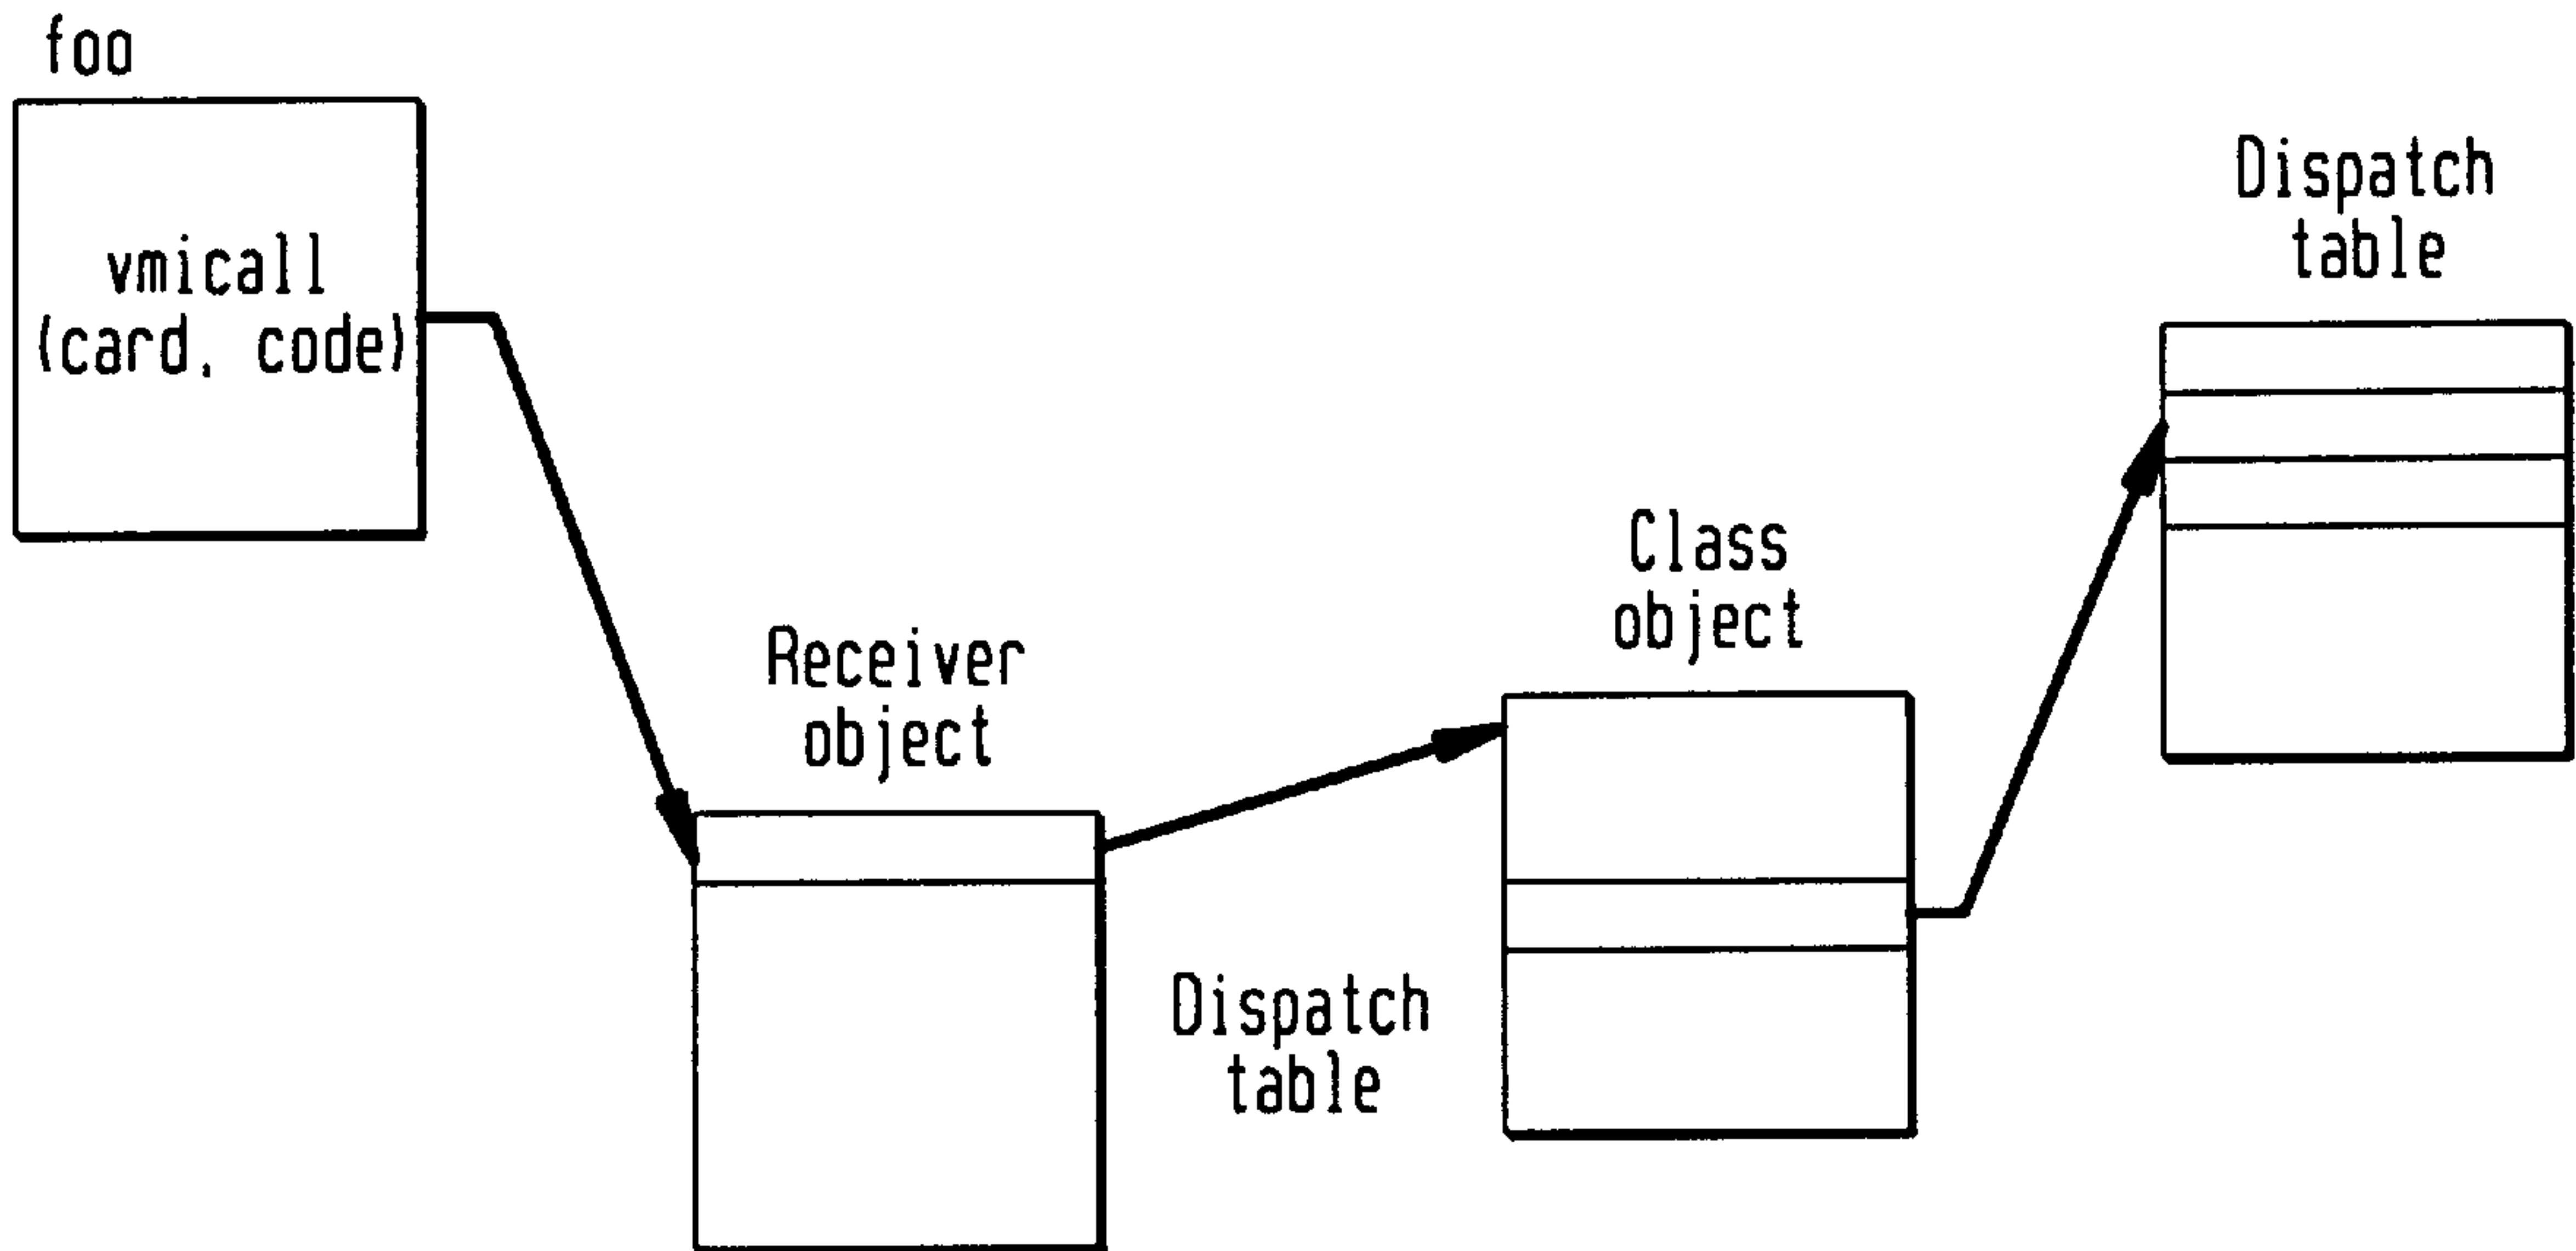 foo
vmicall
(card, code)
Dispatch
table
Class
object
Receiver
object
Dispatch
table